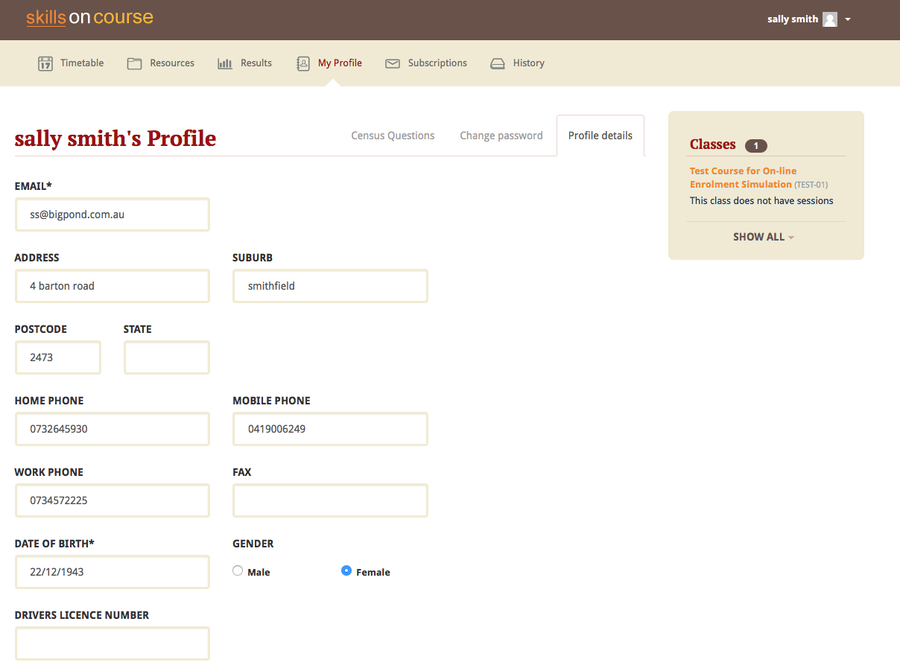 skills on course
sally smith
17 Timetable Resources Results My Profile Subscriptions History
sally smith's Profile
Census Questions Change password Profile details
EMAIL*
ss@bigpond.com.au
ADDRESS SUBURB
4 barton road smithfield
POSTCODE STATE
2473
HOME PHONE MOBILE PHONE
0732645930 0419006249
WORK PHONE FAX
0734572225
DATE OF BIRTH* GENDER
22/12/1943 Male Female
DRIVERS LICENCE NUMBER
Classes 1
Test Course for On-line
Enrolment Simulation (TEST-01)
This class does not have sessions
SHOW ALL